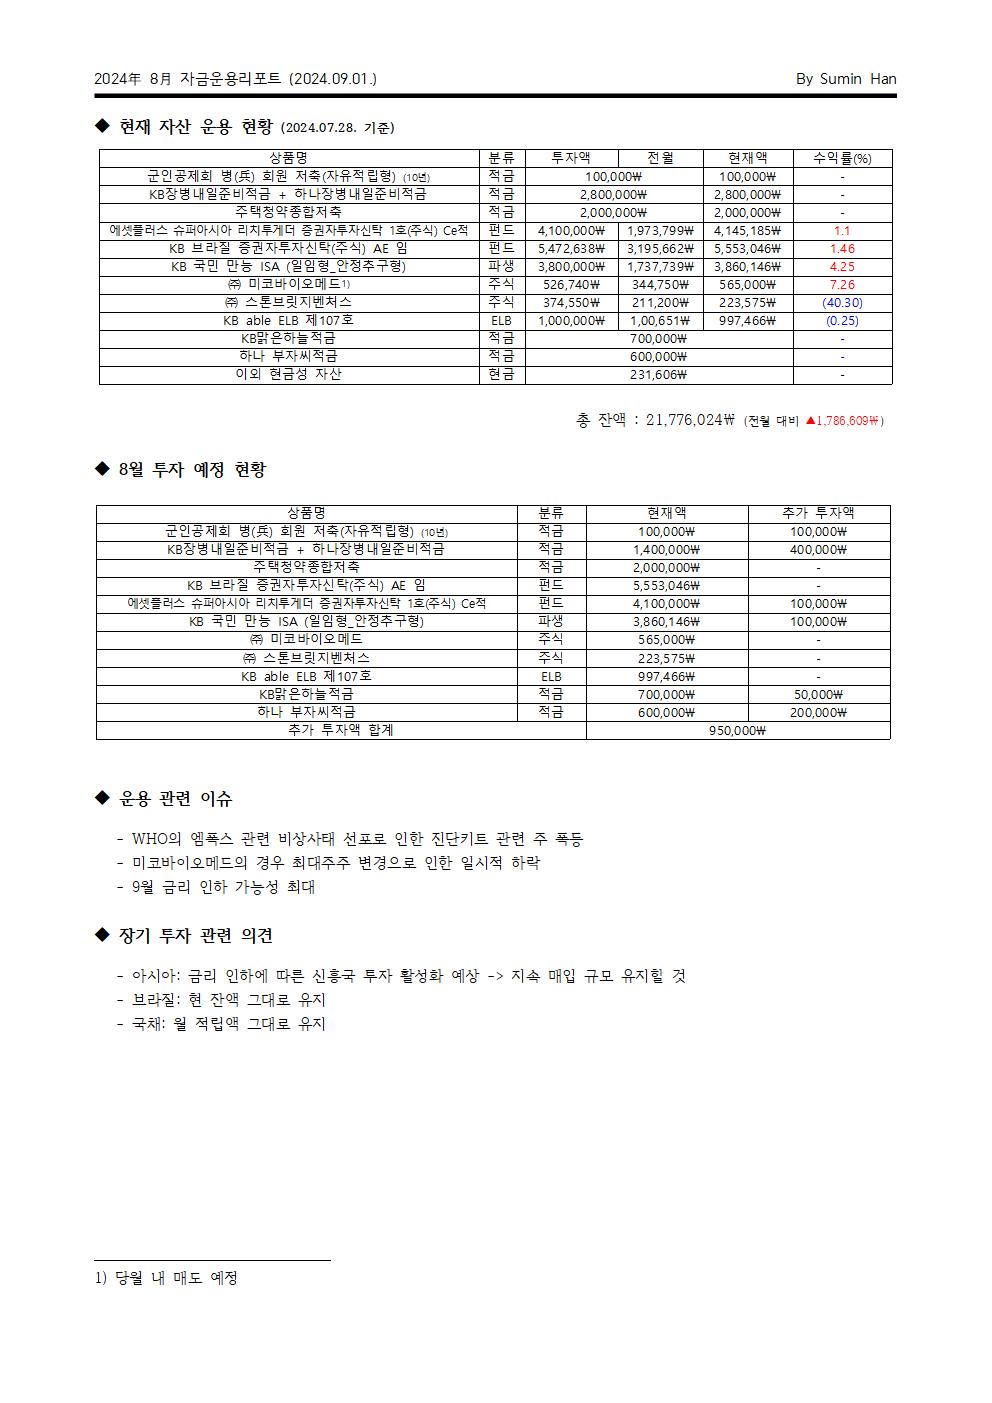 2024年 8月 자금운용리포트 (2024.09.01.) By Sumin Han
◆ 현재 자산 운용 현황 (2024.07.28. 기준)
상품명 분류 투자액 전월 현재액 수익률(%)
군인공제회 병(兵) 회원 저축(자유적립형) (10년) 적금 100,000₩ 100,000₩ -
KB장병내일준비적금 + 하나장병내일준비적금 적금 2,800,000₩ 2,800,000₩ -
주택청약종합저축 적금 2,000,000₩ 2,000,000₩ -
에셋플러스 슈퍼아시아 리치투게더 증권자투자신탁 1호(주식) Ce적 펀드 4,100,000₩ 1,973,799₩ 4,145,185₩ 1.1
KB 브라질 증권자투자신탁(주식) AE 임 펀드 5,472,638₩ 3,195,662₩ 5,553,046₩ 1.46
KB 국민 만능 ISA (일임형_안정추구형) 파생 3,800,000₩ 1,737,739₩ 3,860,146₩ 4.25
㈜ 미코바이오메드1) 주식 526,740₩ 344,750₩ 565,000₩ 7.26
㈜ 스톤브릿지벤처스 주식 374,550₩ 211,200₩ 223,575₩ (40.30)
KB able ELB 제107호 ELB 1,000,000₩ 1,00,651₩ 997,466₩ (0.25)
KB맑은하늘적금 적금 700,000₩ -
하나 부자씨적금 적금 600,000₩ -
이외 현금성 자산 현금 231,606₩ -
총 잔액 : 21,776,024₩ (전월 대비 ▲1,786,609₩)
◆ 8월 투자 예정 현황
상품명 분류 현재액 추가 투자액
군인공제회 병(兵) 회원 저축(자유적립형) (10년) 적금 100,000₩ 100,000₩
KB장병내일준비적금 + 하나장병내일준비적금 적금 1,400,000₩ 400,000₩
주택청약종합저축 적금 2,000,000₩ -
KB 브라질 증권자투자신탁(주식) AE 임 펀드 5,553,046₩ -
에셋플러스 슈퍼아시아 리치투게더 증권자투자신탁 1호(주식) Ce적 펀드 4,100,000₩ 100,000₩
KB 국민 만능 ISA (일임형_안정추구형) 파생 3,860,146₩ 100,000₩
㈜ 미코바이오메드 주식 565,000₩ -
㈜ 스톤브릿지벤처스 주식 223,575₩ -
KB able ELB 제107호 ELB 997,466₩ -
KB맑은하늘적금 적금 700,000₩ 50,000₩
하나 부자씨적금 적금 600,000₩ 200,000₩
추가 투자액 합계 950,000₩
◆ 운용 관련 이슈
- WHO의 엠폭스 관련 비상사태 선포로 인한 진단키트 관련 주 폭등
- 미코바이오메드의 경우 최대주주 변경으로 인한 일시적 하락
- 9월 금리 인하 가능성 최대
◆ 장기 투자 관련 의견
- 아시아: 금리 인하에 따른 신흥국 투자 활성화 예상 -> 지속 매입 규모 유지할 것
- 브라질: 현 잔액 그대로 유지
- 국채: 월 적립액 그대로 유지
1) 당월 내 매도 예정